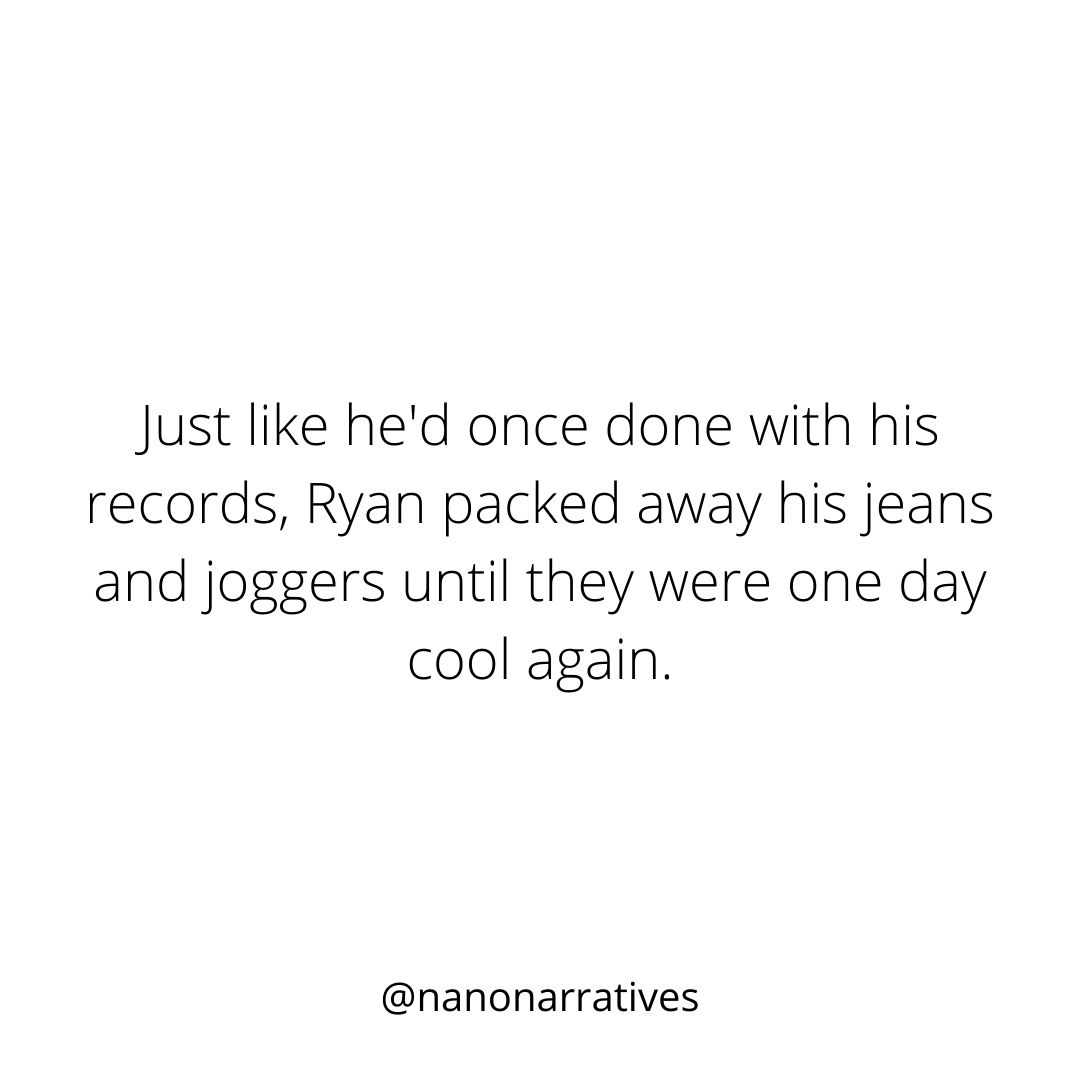 Just like he'd once done with his
records, Ryan packed away his jeans
and joggers until they were one day
cool again.
@nanonarratives